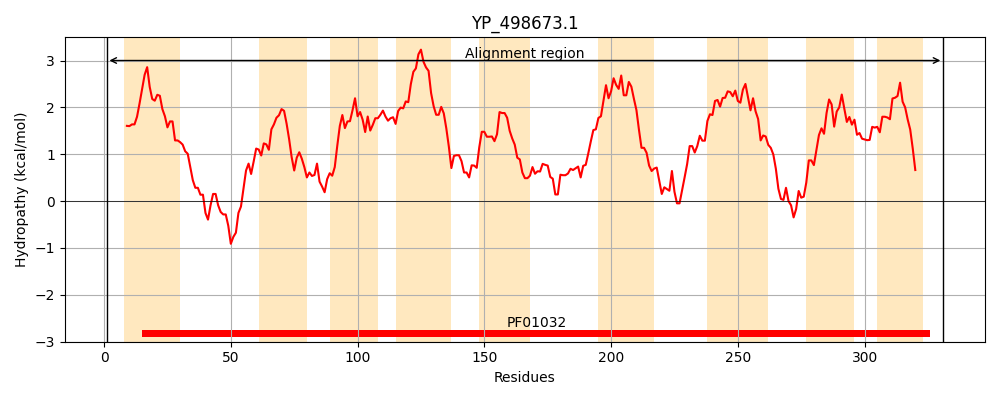 YP_498673.1
Alignment region
3
2
1
0
−1
−2
−3
Hydropathy (kcal/mol)
PF01032
0 50 100 150 200 250 300
Residues